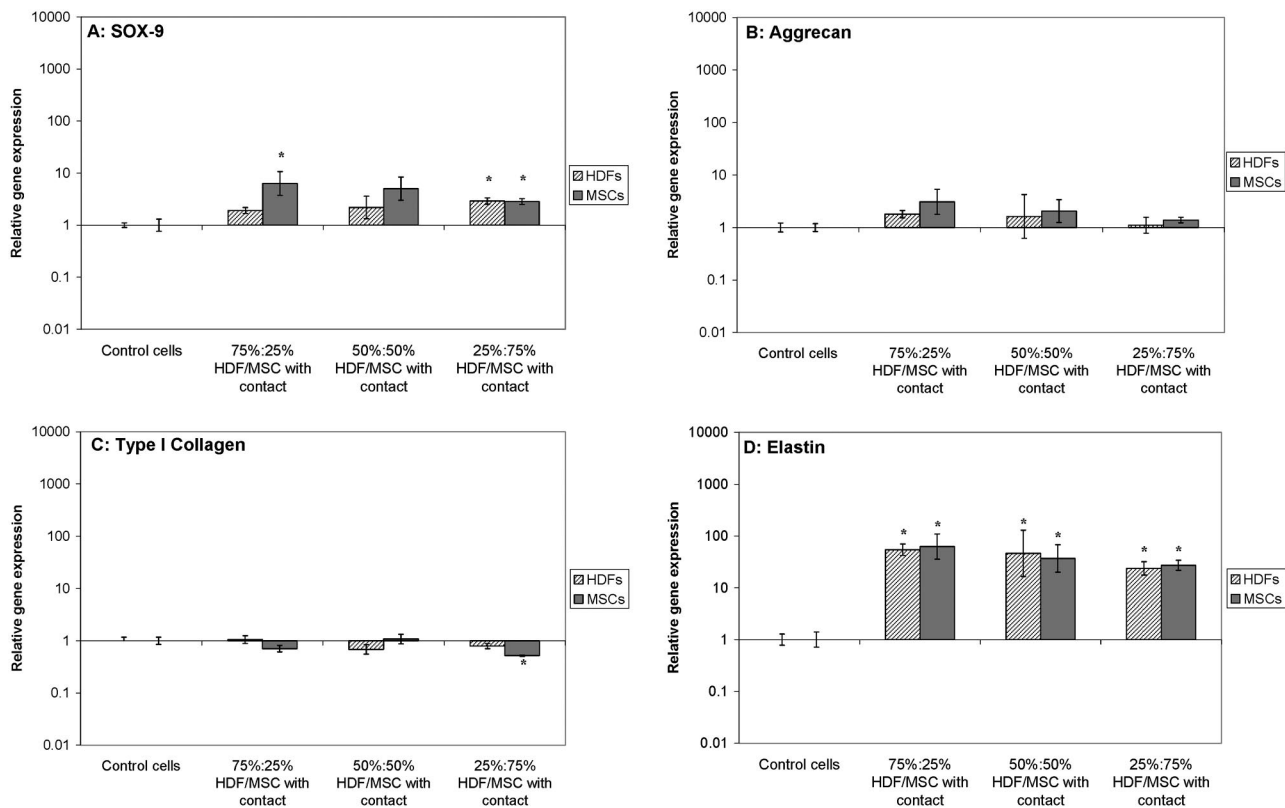 A: SOX-9
Relative gene expression
10000
1000
100
10
1
0.1
0.01
*
* *
HDFs
MSCs
Control cells
75%:25%
HDF/MSC with
contact
50%:50%
HDF/MSC with
contact
25%:75%
HDF/MSC with
contact
B: Aggrecan
Relative gene expression
10000
1000
100
10
1
0.1
0.01
HDFs
MSCs
Control cells
75%:25%
HDF/MSC with
contact
50%:50%
HDF/MSC with
contact
25%:75%
HDF/MSC with
contact
C: Type I Collagen
Relative gene expression
10000
1000
100
10
1
0.1
0.01
*
HDFs
MSCs
Control cells
75%:25%
HDF/MSC with
contact
50%:50%
HDF/MSC with
contact
25%:75%
HDF/MSC with
contact
D: Elastin
Relative gene expression
10000
1000
100
10
1
0.1
0.01
* * * * * *
HDFs
MSCs
Control cells
75%:25%
HDF/MSC with
contact
50%:50%
HDF/MSC with
contact
25%:75%
HDF/MSC with
contact